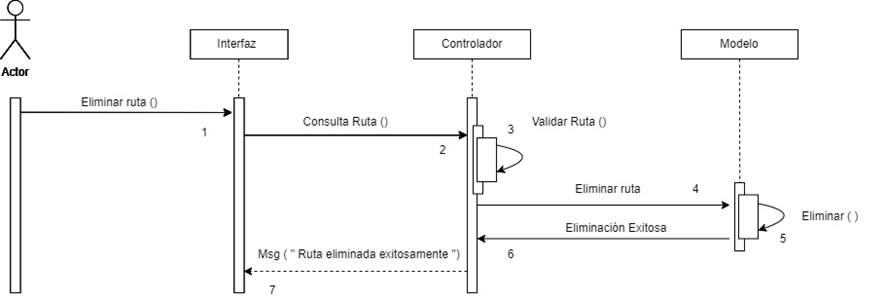 Interfaz
Controlador
Modelo
Actor
Eliminar ruta ()
1
Consulta Ruta ()
2
3
Validar Ruta ()
Eliminar ruta
4
Eliminar ( )
5
Eliminación Exitosa
6
Msg ( " Ruta eliminada exitosamente ")
7